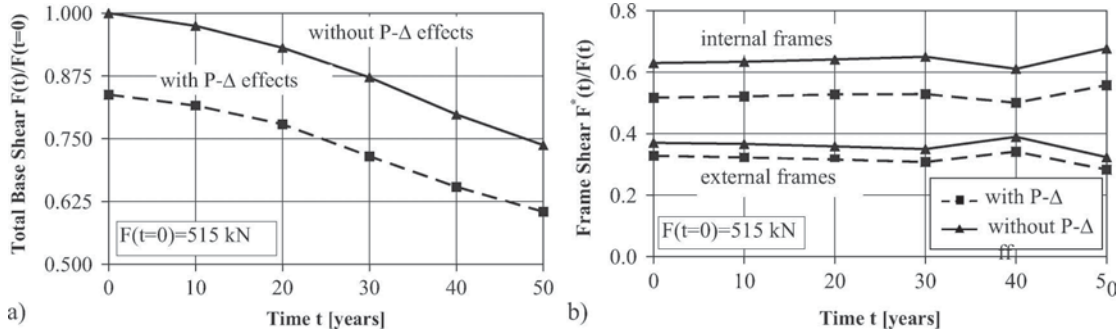 Total Base Shear F(t)/F(t=0)
1.000
0.875
0.750
0.625
0.500
without P-Δ effects
with P-Δ effects
F(t=0)=515 kN
0 10 20 30 40 50
Time t [years]
a)
Frame Shear F*(t)/F(t)
0.8
0.6
0.4
0.2
0.0
internal frames
external frames
with P-Δ
without P-Δ
ff
F(t=0)=515 kN
0 10 20 30 40 50
Time t [years]
b)